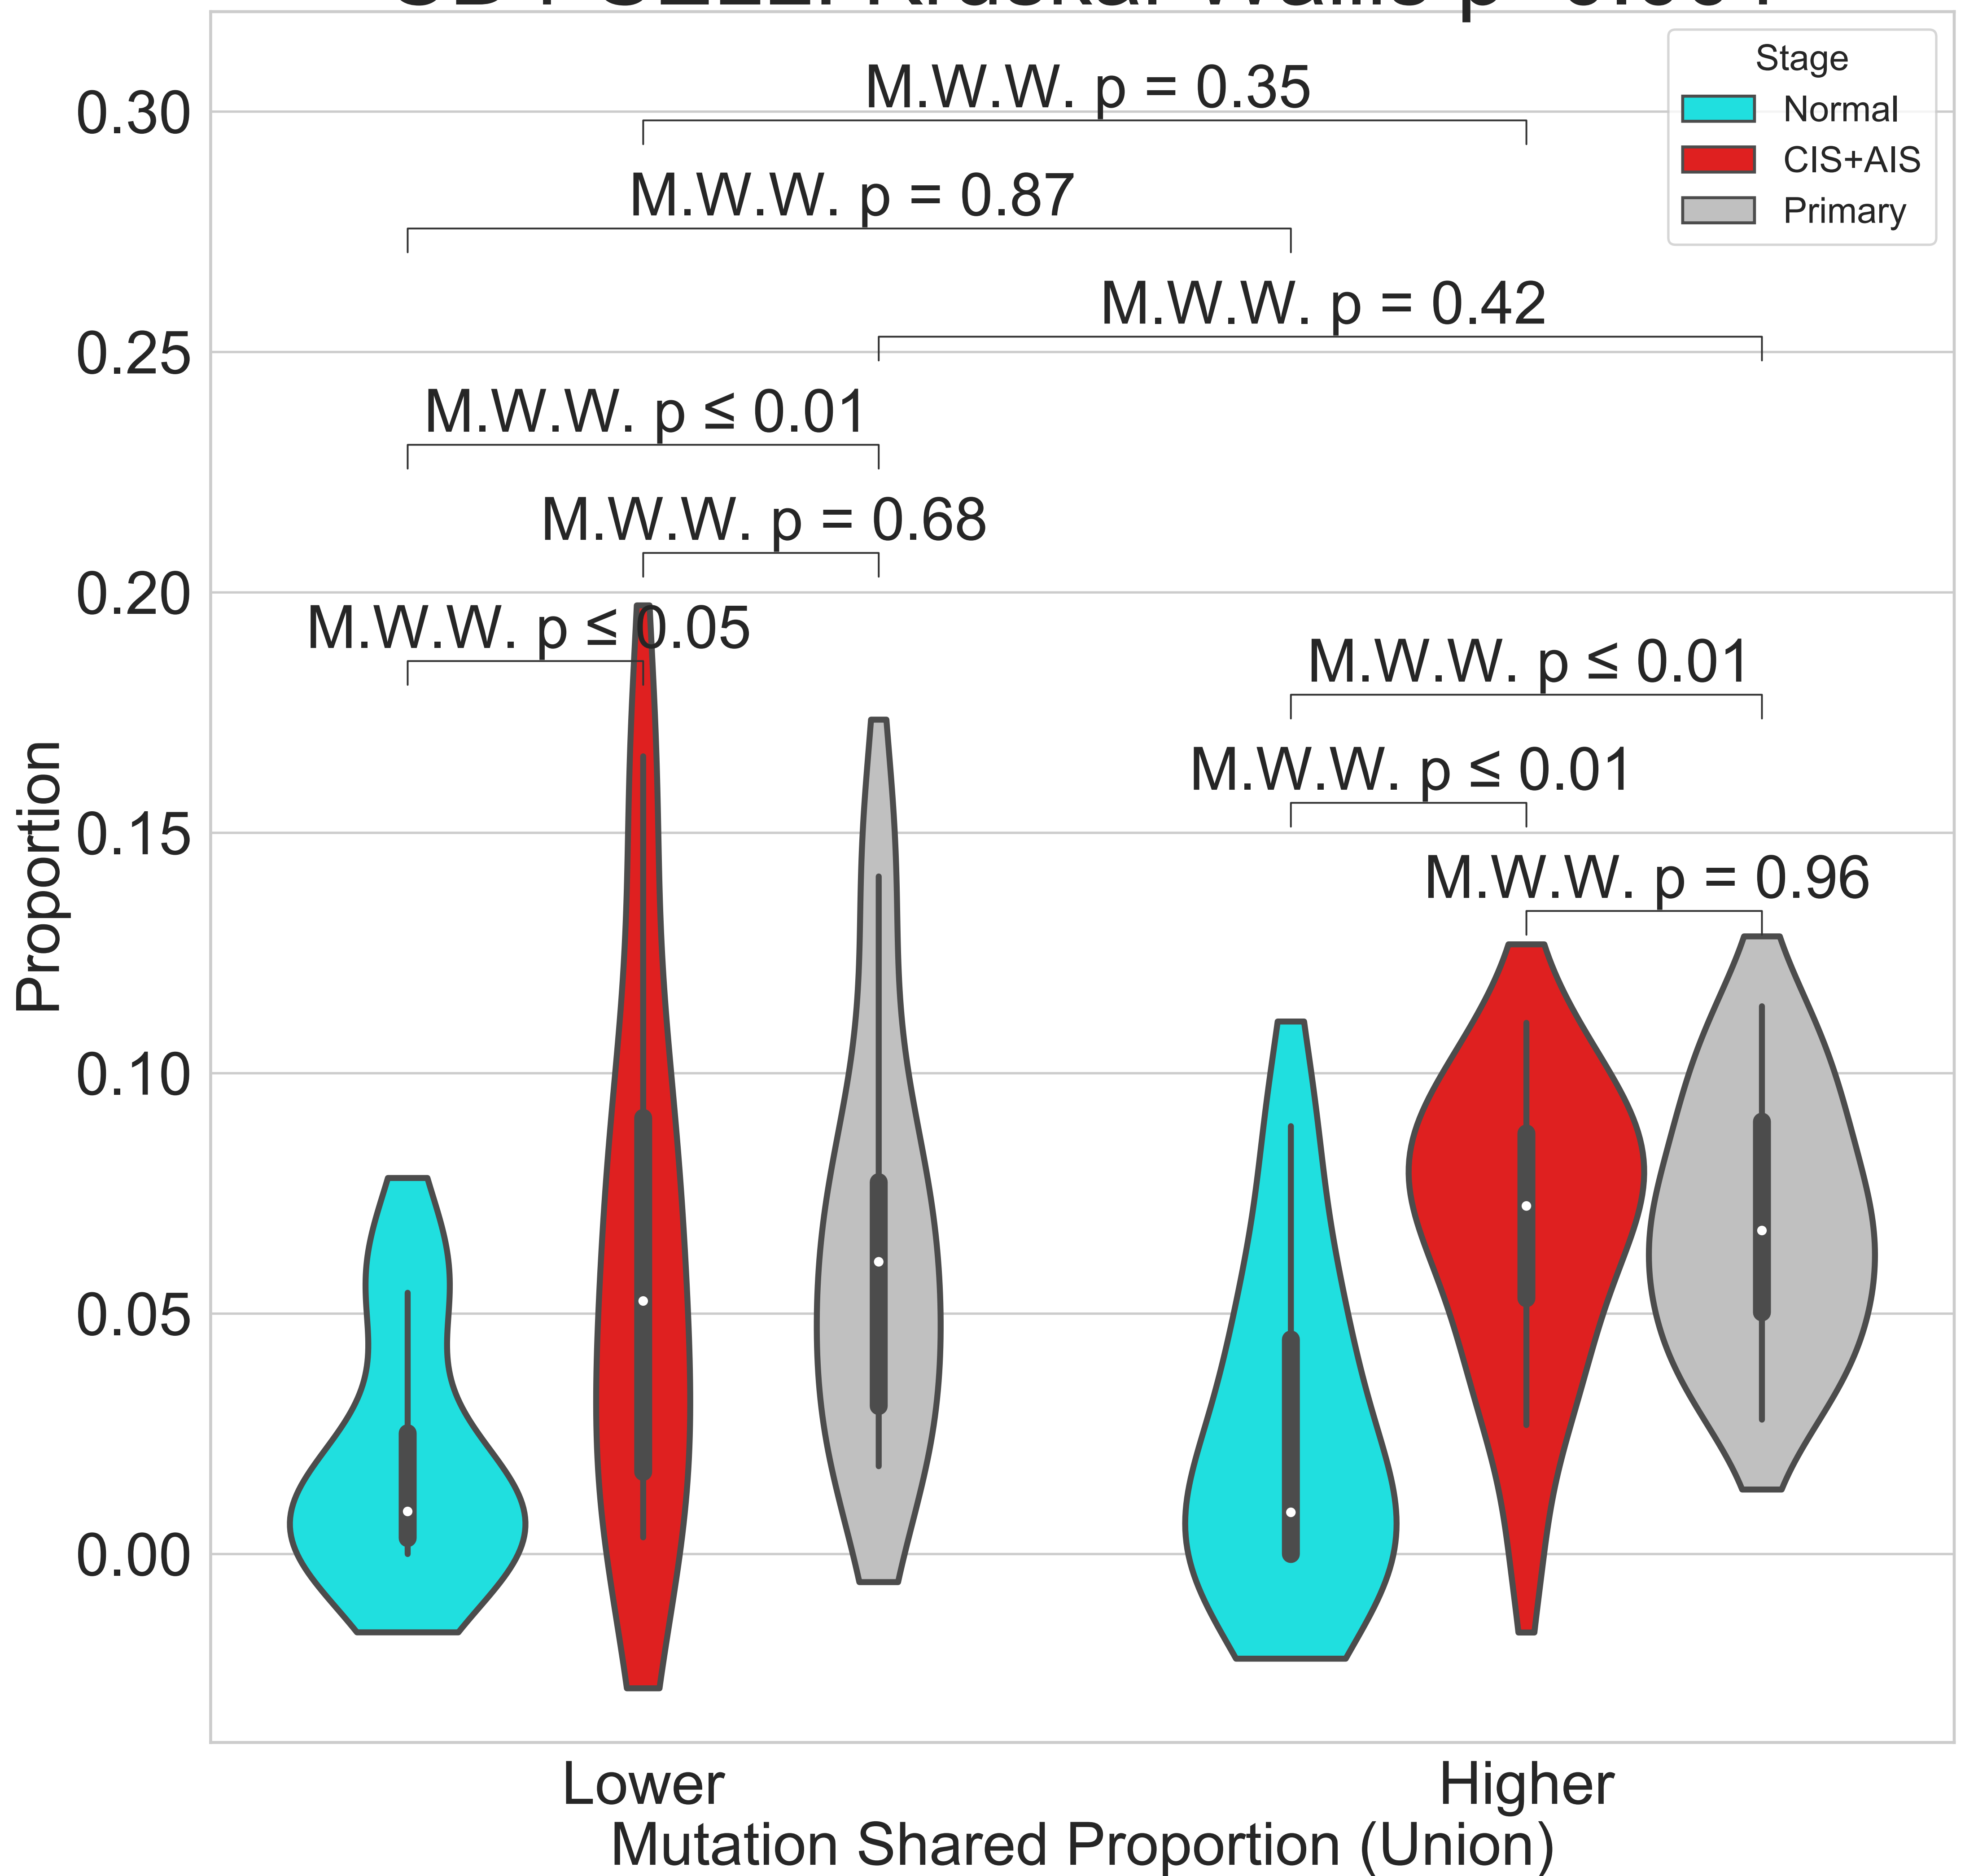 Stage
Normal
CIS+AIS
Primary
M.W.W. p = 0.35
M.W.W. p = 0.87
M.W.W. p = 0.42
M.W.W. p ≤ 0.01
M.W.W. p = 0.68
M.W.W. p ≤ 0.05
M.W.W. p ≤ 0.01
M.W.W. p ≤ 0.01
M.W.W. p = 0.96
0.30
0.25
0.20
0.15
0.10
0.05
0.00
Proportion
Lower
Higher
Mutation Shared Proportion (Union)